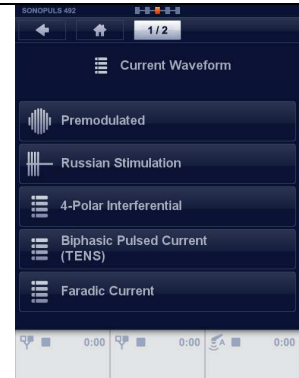 SONOPULS 492
1/2
Current Waveform
Premodulated
Russian Stimulation
4-Polar Interferential
Biphasic Pulsed Current
(TENS)
Faradic Current
0:00 0:00 A 0:00